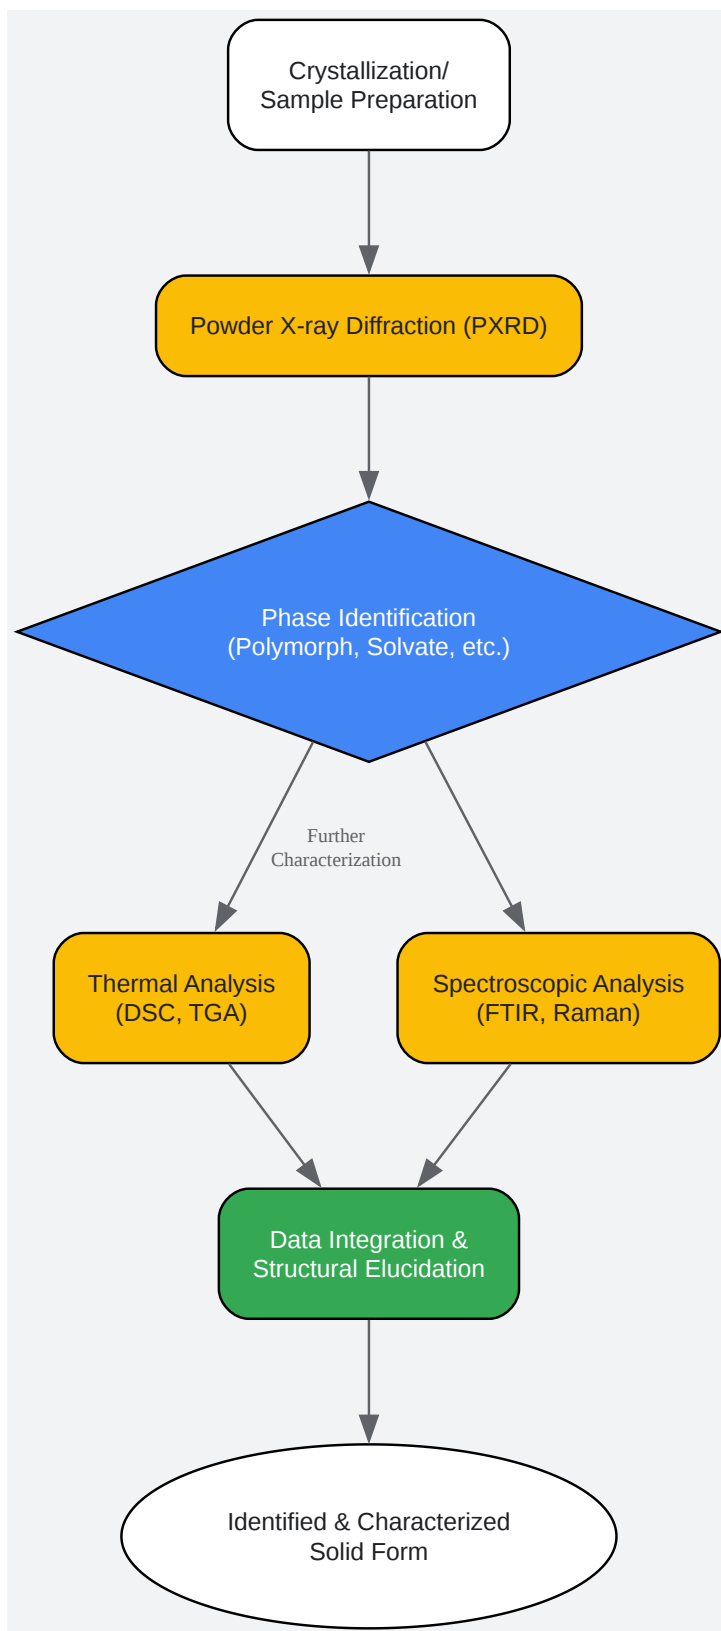 Crystallization/
Sample Preparation
Powder X-ray Diffraction (PXRD)
Phase Identification
(Polymorph, Solvate, etc.)
Further
Characterization
Thermal Analysis
(DSC, TGA)
Spectroscopic Analysis
(FTIR, Raman)
Data Integration &
Structural Elucidation
Identified & Characterized
Solid Form